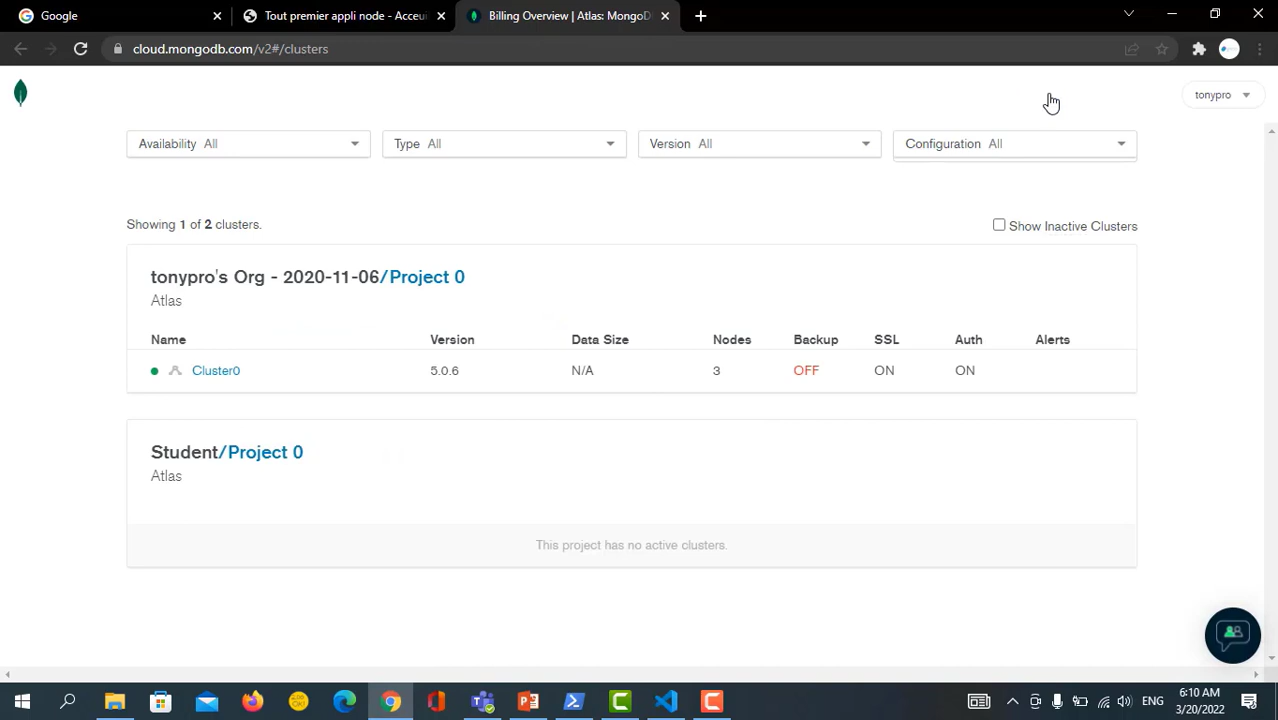 Google
Tout premier appli node - Acceui
Billing Overview | Atlas: MongoD
cloud.mongodb.com/v2#/clusters
tonypro
Availability All
Type All
Version All
Configuration All
Showing 1 of 2 clusters.
Show Inactive Clusters
tonypro's Org - 2020-11-06/Project 0
Atlas
Name Version Data Size Nodes Backup SSL Auth Alerts
Cluster0 5.0.6 N/A 3 OFF ON ON
Student/Project 0
Atlas
This project has no active clusters.
ENG
6:10 AM
3/20/2022